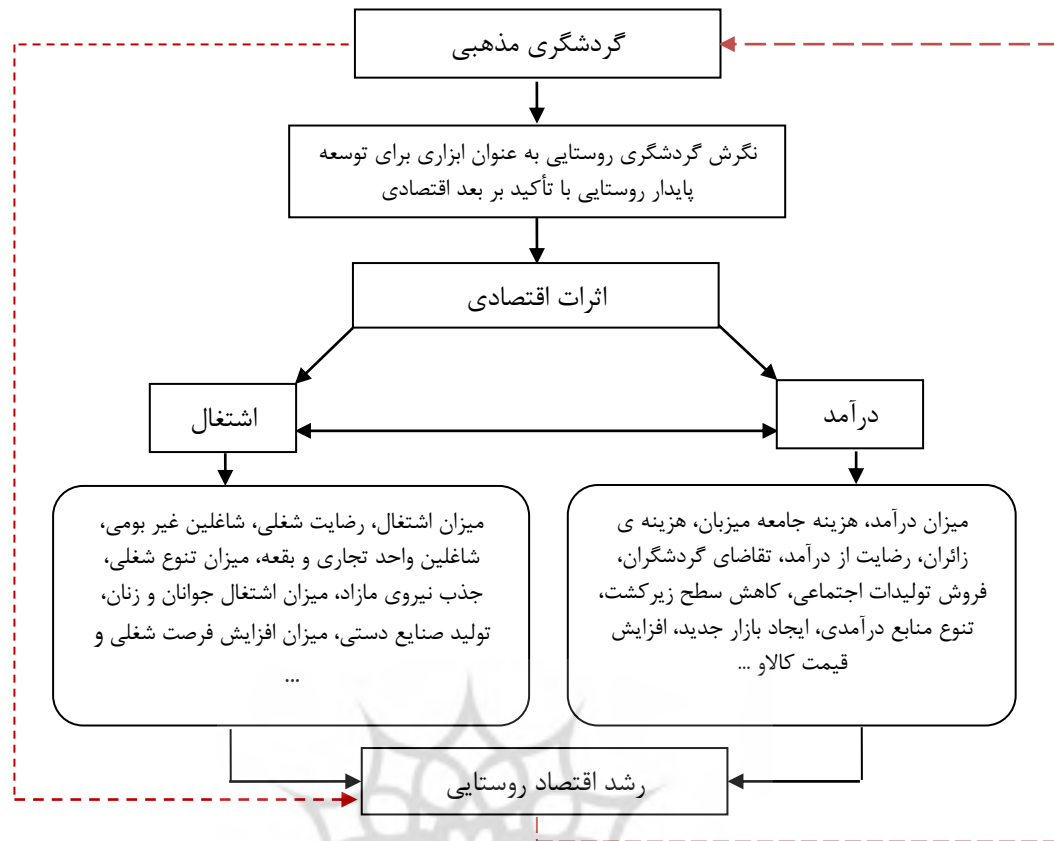 گردشگری مذهبی
نگرش گردشگری روستایی به عنوان ابزاری برای توسعه
پایدار روستایی با تأکید بر بعد اقتصادی
اثرات اقتصادی
درآمد
اشتغال
میزان درآمد، هزینه جامعه میزبان، هزینه ی
زائران، رضایت از درآمد، تقاضای گردشگران،
فروش تولیدات اجتماعی، کاهش سطح زیرکشت،
تنوع منابع درآمدی، ایجاد بازار جدید، افزایش
قیمت کالاو ...
میزان اشتغال، رضایت شغلی، شاغلین غیر بومی،
شاغلین واحد تجاری و بقعه، میزان تنوع شغلی،
جذب نیروی مازاد، میزان اشتغال جوانان و زنان،
تولید صنایع دستی، میزان افزایش فرصت شغلی و
...
رشد اقتصاد روستایی